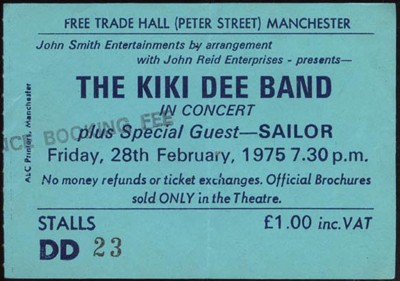 FREE TRADE HALL (PETER STREET) MANCHESTER
John Smith Entertainments by arrangement
with John Reid Enterprises - presents—
THE KIKI DEE BAND
IN CONCERT
plus Special Guest—SAILOR
Friday, 28th February, 1975 7.30 p.m.
No money refunds or ticket exchanges. Official Brochures
sold ONLY in the Theatre.
STALLS
£1.00 inc. VAT
DD 23
BOOKING FEE
A&C Printers, Manchester